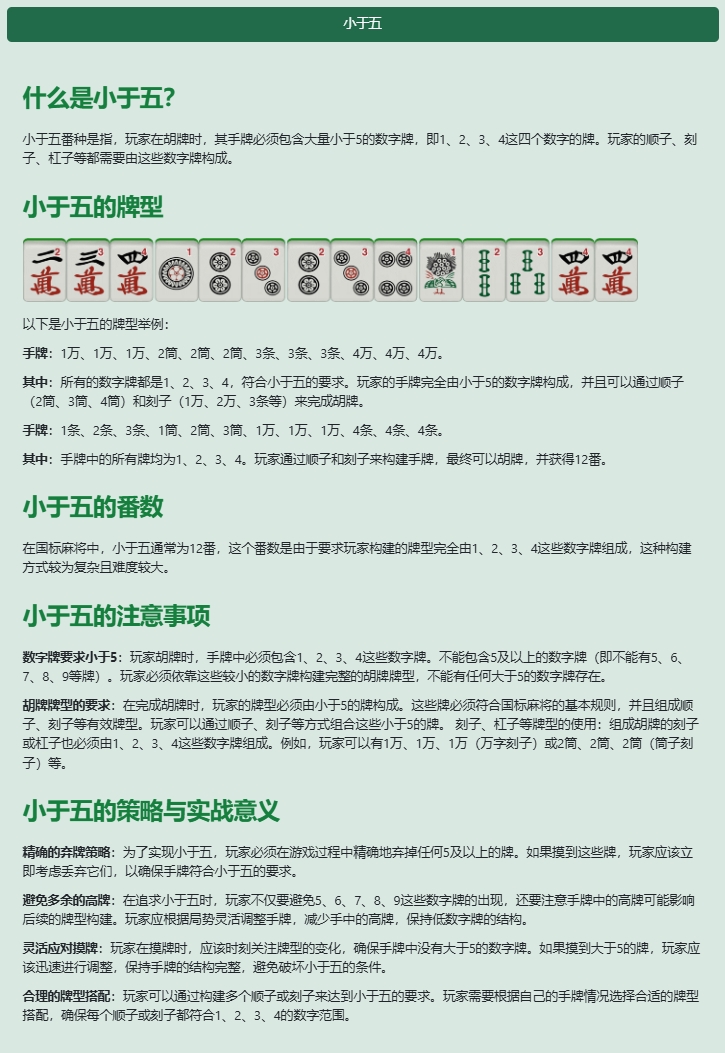 小于五
什么是小于五？
小于五番种是指，玩家在胡牌时，其手牌必须包含大量小于5的数字牌，即1、2、3、4这四个数字的牌。玩家的顺子、刻
子、杠子等都需要由这些数字牌构成。
小于五的牌型
二萬2 三萬3 四萬4 1 2 3 2 3 4 1 2 3 四萬4 四萬4
以下是小于五的牌型举例：
手牌：1万、1万、1万、2筒、2筒、2筒、3条、3条、3条、4万、4万、4万。
其中：所有的数字牌都是1、2、3、4，符合小于五的要求。玩家的手牌完全由小于5的数字牌构成，并且可以通过顺子
（2筒、3筒、4筒）和刻子（1万、2万、3条等）来完成胡牌。
手牌：1条、2条、3条、1筒、2筒、3筒、1万、1万、1万、4条、4条、4条。
其中：手牌中的所有牌均为1、2、3、4。玩家通过顺子和刻子来构建手牌，最终可以胡牌，并获得12番。
小于五的番数
在国标麻将中，小于五通常为12番，这个番数是由于要求玩家构建的牌型完全由1、2、3、4这些数字牌组成，这种构建
方式较为复杂且难度较大。
小于五的注意事项
数字牌要求小于5：玩家胡牌时，手牌中必须包含1、2、3、4这些数字牌。不能包含5及以上的数字牌（即不能有5、6、
7、8、9等牌）。玩家必须依靠这些较小的数字牌构建完整的胡牌牌型，不能有任何大于5的数字牌存在。
胡牌牌型的要求：在完成胡牌时，玩家的牌型必须由小于5的牌构成。这些牌必须符合国标麻将的基本规则，并且组成顺
子、刻子等有效牌型。玩家可以通过顺子、刻子等方式组合这些小于5的牌。 刻子、杠子等牌型的使用：组成胡牌的刻子
或杠子也必须由1、2、3、4这些数字牌组成。例如，玩家可以有1万、1万、1万（万字刻子）或2筒、2筒、2筒（筒子刻
子）等。
小于五的策略与实战意义
精确的弃牌策略：为了实现小于五，玩家必须在游戏过程中精确地弃掉任何5及以上的牌。如果摸到这些牌，玩家应该立
即考虑丢弃它们，以确保手牌符合小于五的要求。
避免多余的高牌：在追求小于五时，玩家不仅要避免5、6、7、8、9这些数字牌的出现，还要注意手牌中的高牌可能影响
后续的牌型构建。玩家应根据局势灵活调整手牌，减少手中的高牌，保持低数字牌的结构。
灵活应对摸牌：玩家在摸牌时，应该时刻关注牌型的变化，确保手牌中没有大于5的数字牌。如果摸到大于5的牌，玩家应
该迅速进行调整，保持手牌的结构完整，避免破坏小于五的条件。
合理的牌型搭配：玩家可以通过构建多个顺子或刻子来达到小于五的要求。玩家需要根据自己的手牌情况选择合适的牌型
搭配，确保每个顺子或刻子都符合1、2、3、4的数字范围。